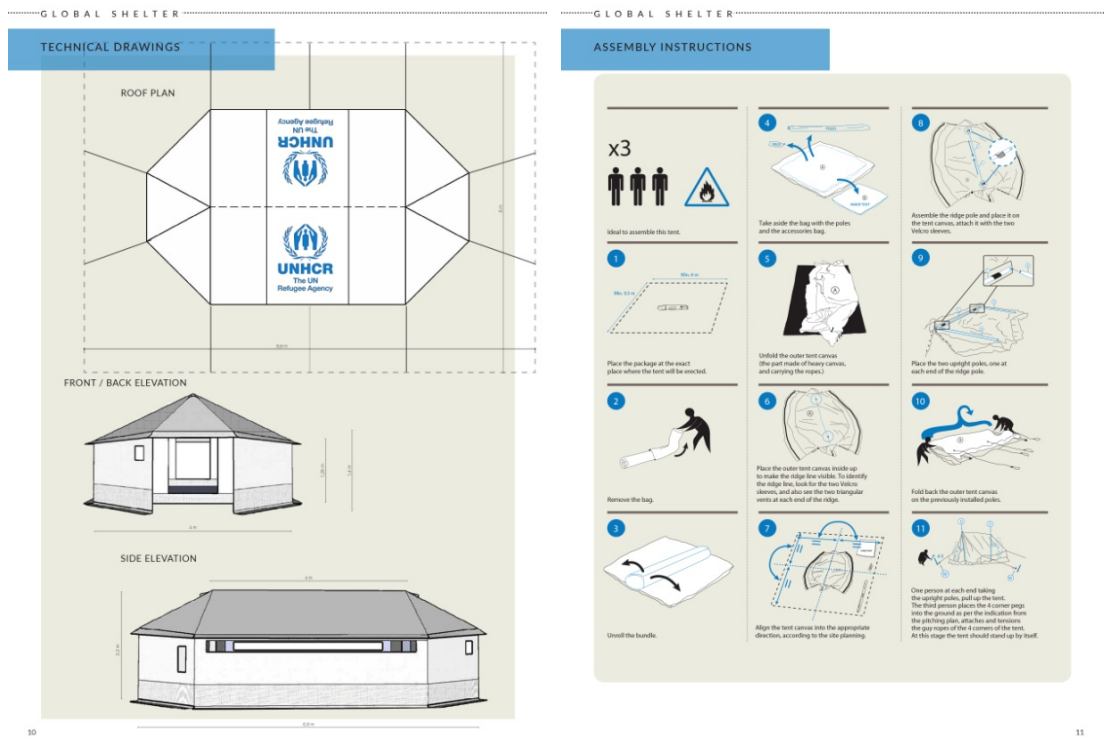 GLOBAL SHELTER
TECHNICAL DRAWINGS
ROOF PLAN
UNHCR
The UN
Refugee Agency
UNHCR
The UN
Refugee Agency
FRONT / BACK ELEVATION
SIDE ELEVATION
10
GLOBAL SHELTER
ASSEMBLY INSTRUCTIONS
x3
Ideal to assemble this tent.
1
Place the package at the exact
place where the tent will be erected.
2
Remove the bag.
3
Unroll the bundle.
4
Take aside the bag with the poles
and the accessories bag.
5
A
Unfold the outer tent canvas
(the part made of heavy canvas,
and carrying the ropes.)
6
Place the outer tent canvas inside up
to make the ridge line visible. To identify
the ridge line, look for the two Velcro
sleeves, and also see the two triangular
vents at each end of the ridge.
7
Align the tent canvas into the appropriate
direction, according to the site planning.
8
Assemble the ridge pole and place it on
the tent canvas, attach it with the two
Velcro sleeves.
9
Place the two upright poles, one at
each end of the ridge pole.
10
Fold back the outer tent canvas
on the previously installed poles.
11
One person at each end taking
the upright poles, pull up the tent.
The third person places the 4 corner pegs
into the ground as per the indication from
the pitching plan, attaches and tensions
the guy ropes of the 4 corners of the tent.
At this stage the tent should stand up by itself.
11